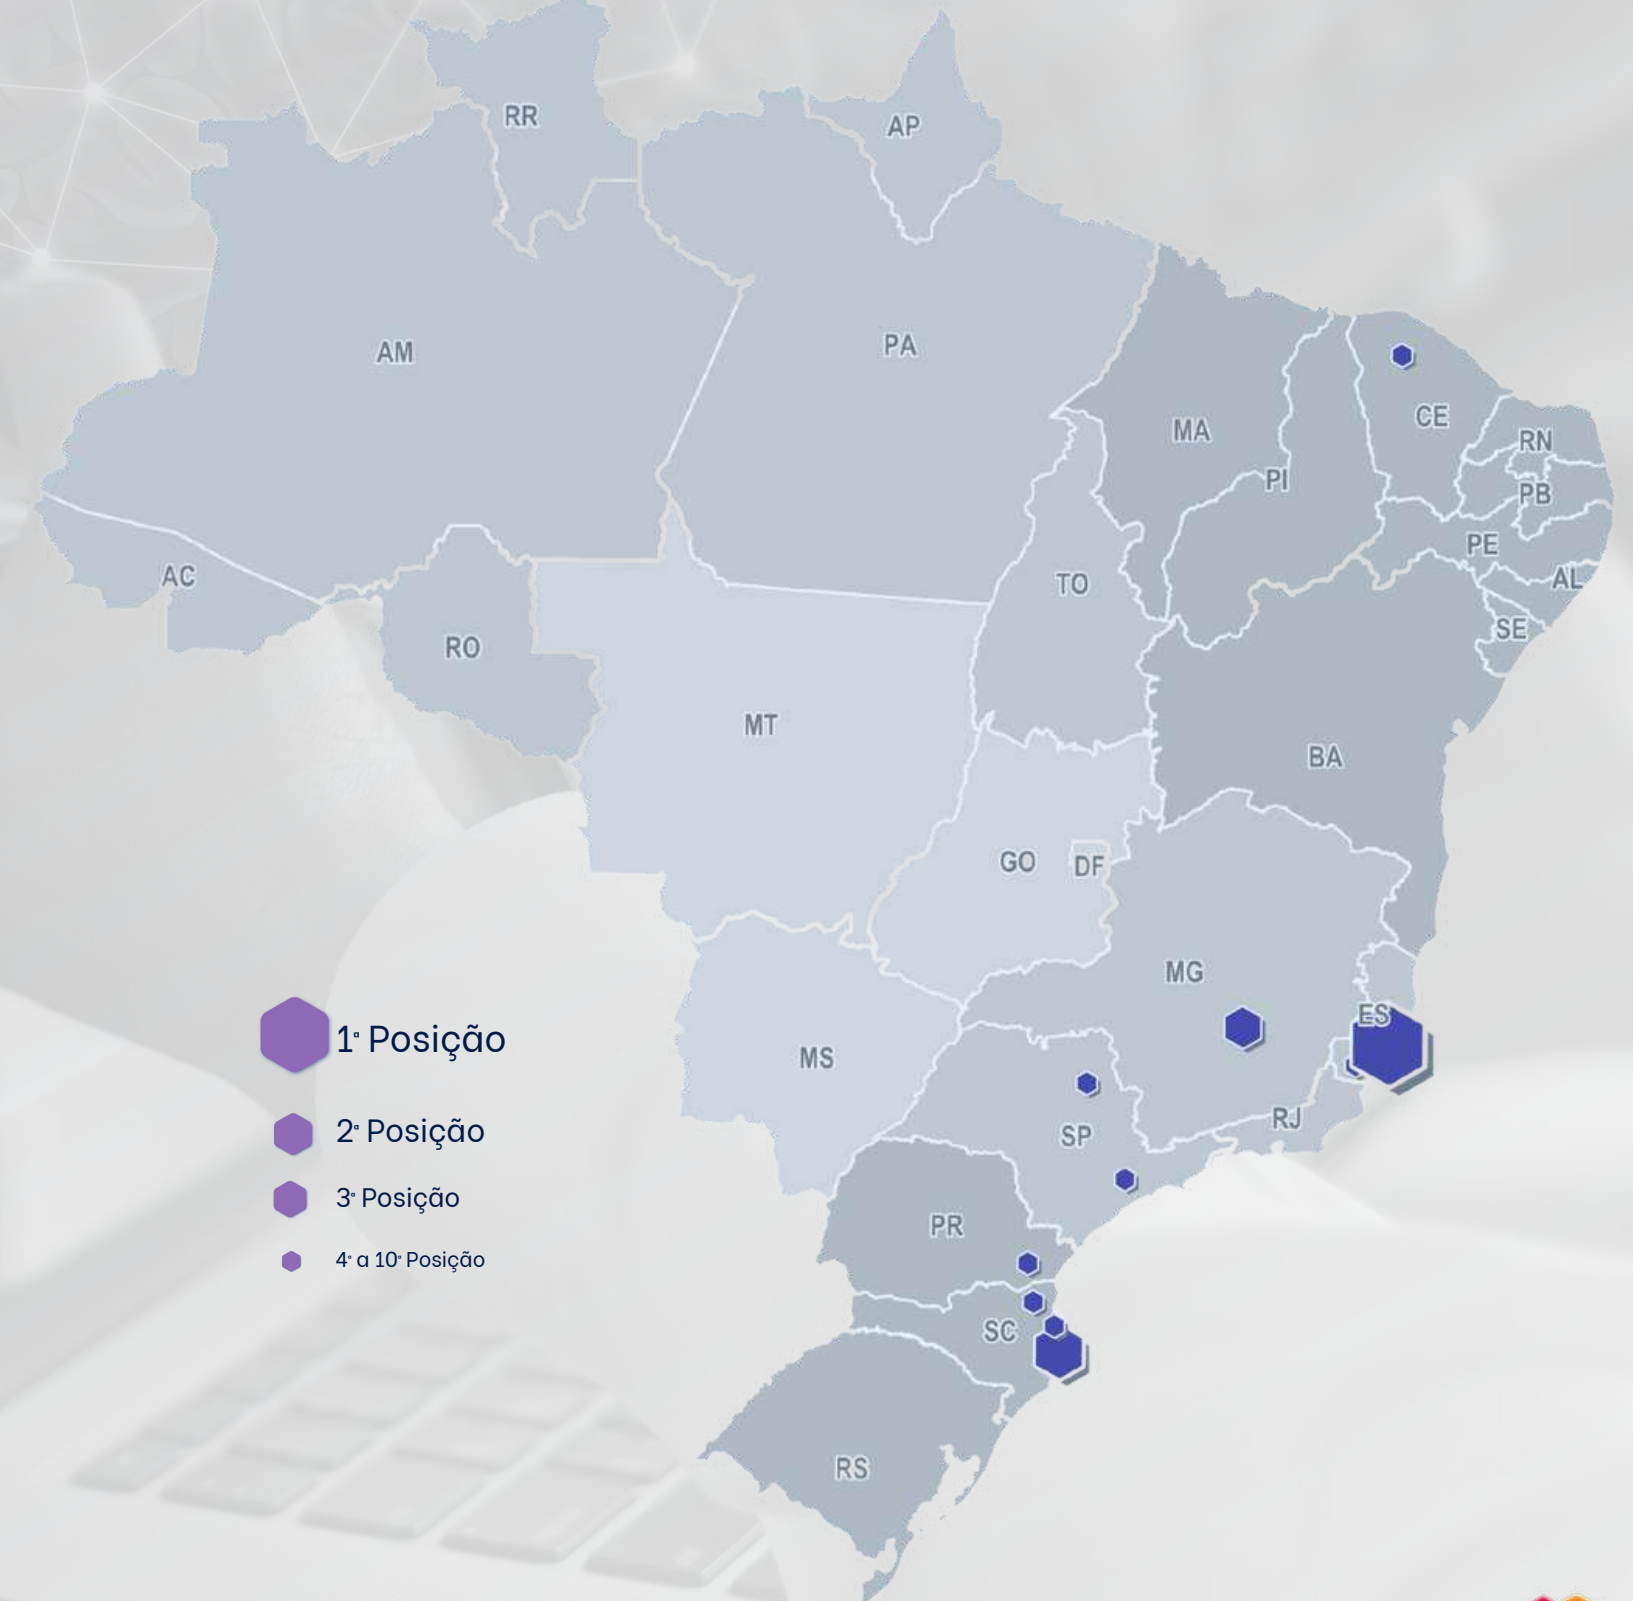 RR
AP
AM
PA
MA
CE
RN
PI
PB
PE
AC
TO
AL
SE
RO
MT
BA
GO
DF
MG
ES
1ª Posição
MS
RJ
2ª Posição
SP
3ª Posição
PR
4ª a 10ª Posição
SC
RS